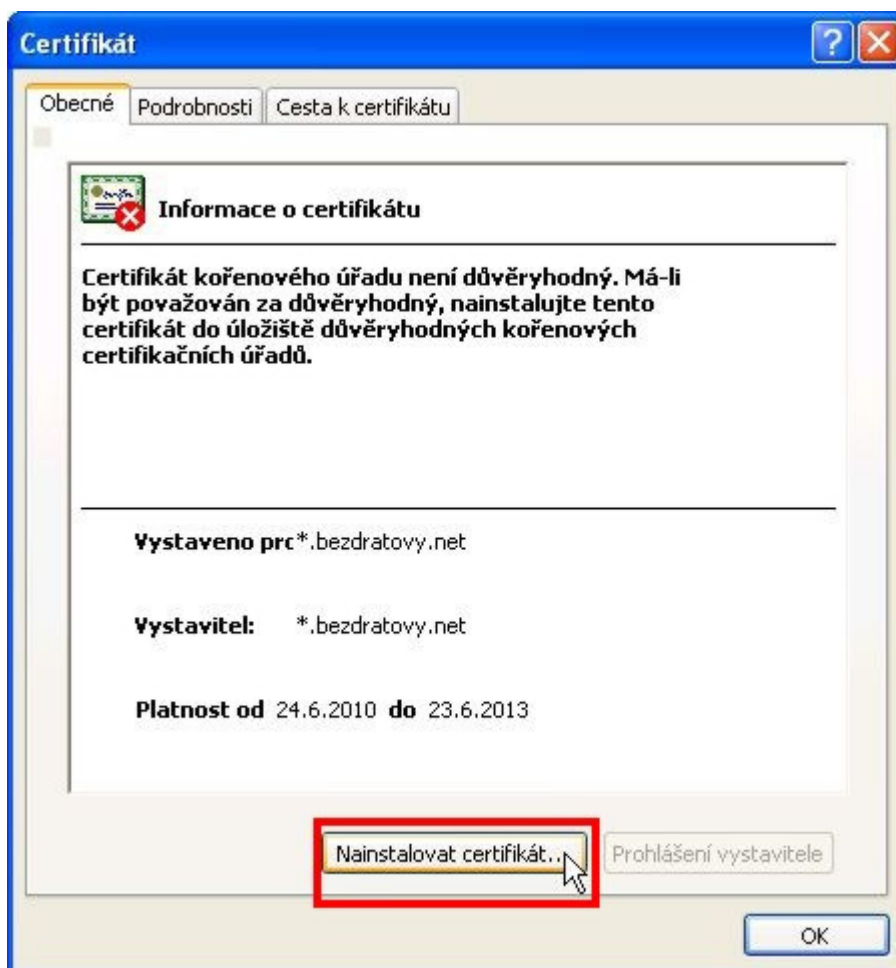 Certifikát
Obecné Podrobnosti Cesta k certifikátu
Informace o certifikátu
Certifikát kořenového úřadu není důvěryhodný. Má-li
být považován za důvěryhodný, nainstalujte tento
certifikát do úložiště důvěryhodných kořenových
certifikačních úřadů.
Vystaveno prc*.bezdratovy.net
Vystavitel: *.bezdratovy.net
Platnost od 24.6.2010 do 23.6.2013
Nainstalovat certifikát... Prohlášení vystavitele
OK